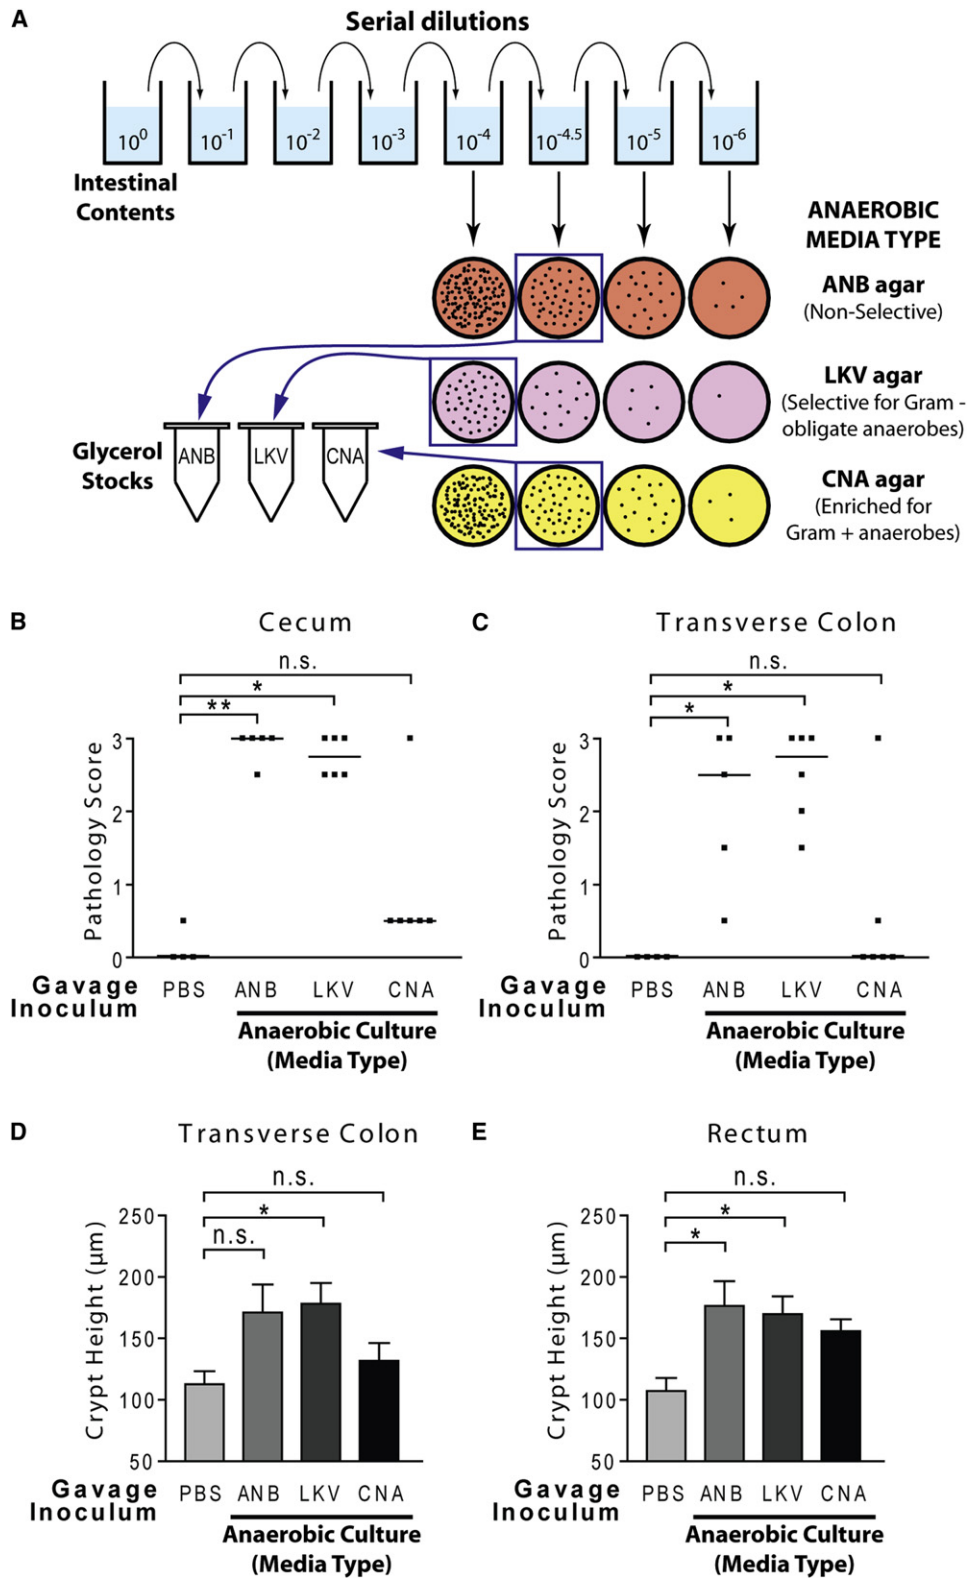 A
Serial dilutions
10⁰ 10⁻¹ 10⁻² 10⁻³ 10⁻⁴ 10⁻⁴·⁵ 10⁻⁵ 10⁻⁶
Intestinal
Contents
ANAEROBIC
MEDIA TYPE
ANB agar
(Non-Selective)
LKV agar
(Selective for Gram -
obligate anaerobes)
CNA agar
(Enriched for
Gram + anaerobes)
Glycerol
Stocks
ANB LKV CNA
B
Cecum
n.s.
*
**
Pathology Score
3
2
1
0
Gavage
Inoculum
PBS ANB LKV CNA
Anaerobic Culture
(Media Type)
C
Transverse Colon
n.s.
*
*
Pathology Score
3
2
1
0
Gavage
Inoculum
PBS ANB LKV CNA
Anaerobic Culture
(Media Type)
D
Transverse Colon
n.s.
*
n.s.
Crypt Height (µm)
250
200
150
100
50
Gavage
Inoculum
PBS ANB LKV CNA
Anaerobic Culture
(Media Type)
E
Rectum
n.s.
*
*
Crypt Height (µm)
250
200
150
100
50
Gavage
Inoculum
PBS ANB LKV CNA
Anaerobic Culture
(Media Type)